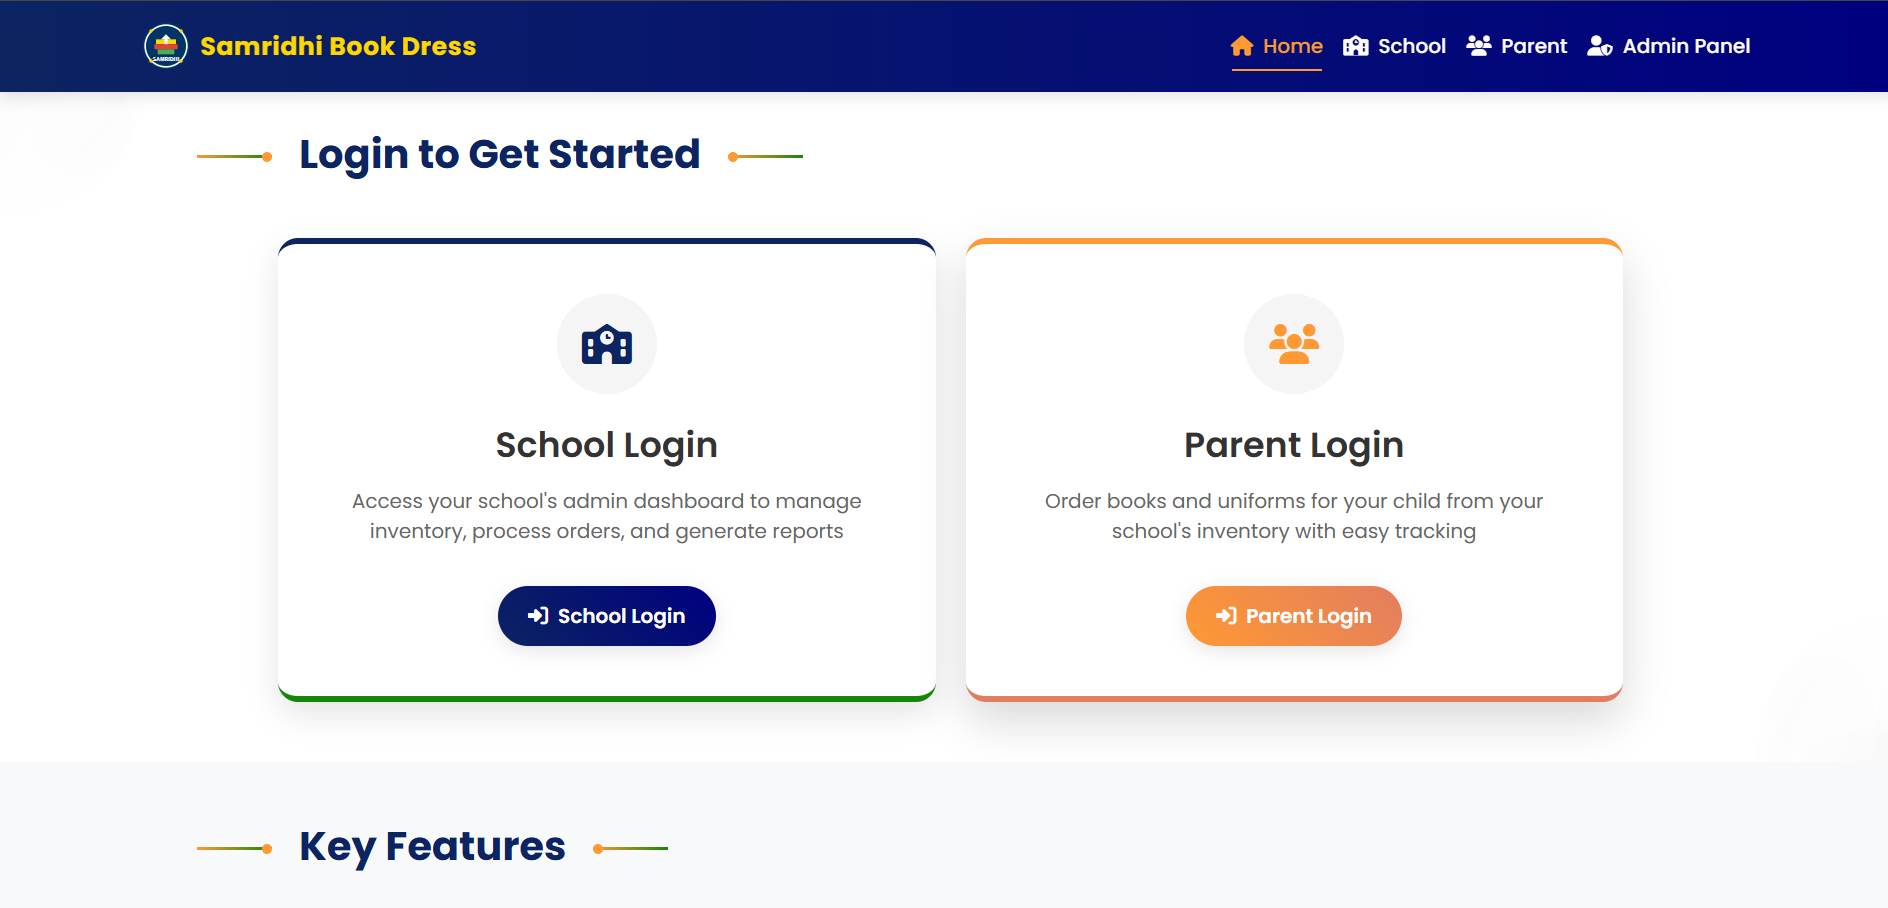 SAMRIDHI
Samridhi Book Dress
Home
School
Parent
Admin Panel
Login to Get Started
School Login
Access your school's admin dashboard to manage
inventory, process orders, and generate reports
School Login
Parent Login
Order books and uniforms for your child from your
school's inventory with easy tracking
Parent Login
Key Features